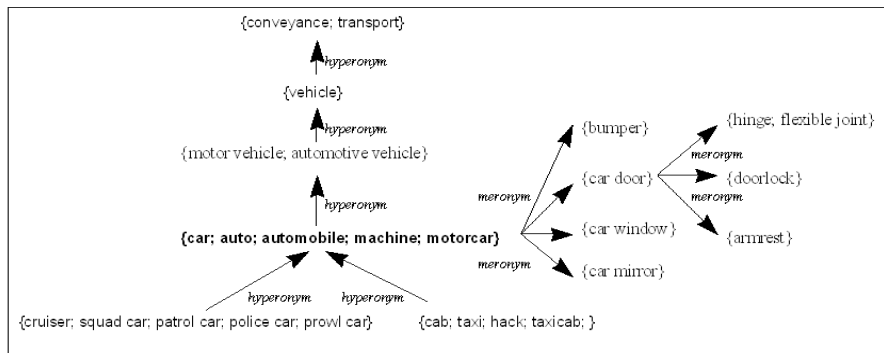 {conveyance; transport}
hyperonym
{vehicle}
hyperonym
{motor vehicle; automotive vehicle}
hyperonym
{car; auto; automobile; machine; motorcar}
hyperonym
hyperonym
{cruiser; squad car; patrol car; police car; prowl car}
{cab; taxi; hack; taxicab; }
meronym
meronym
{bumper}
{car door}
{car window}
{car mirror}
meronym
meronym
{hinge; flexible joint}
{doorlock}
{armrest}